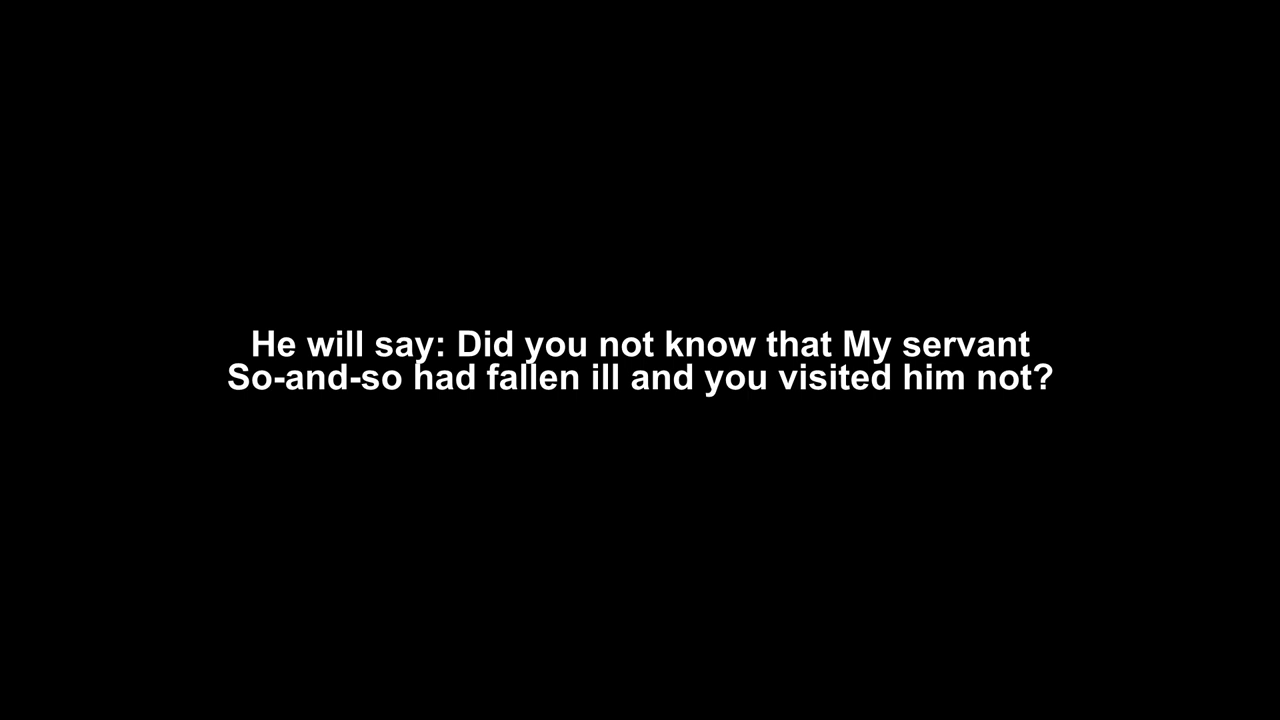 He will say: Did you not know that My servant
So-and-so had fallen ill and you visited him not?